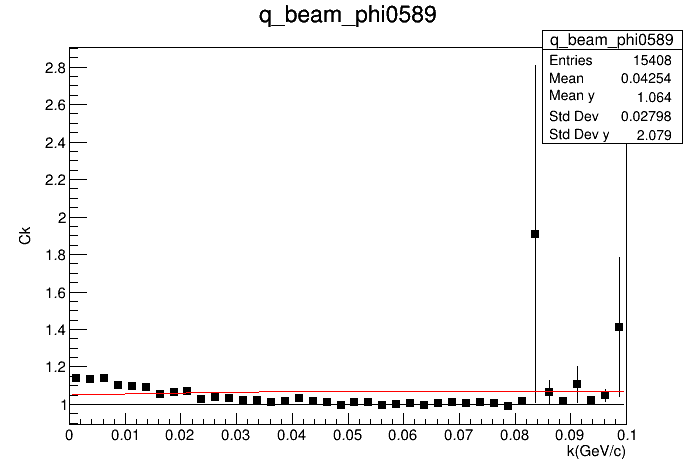 q_beam_phi0589
q_beam_phi0589
Entries 15408
Mean 0.04254
Mean y 1.064
Std Dev 0.02798
Std Dev y 2.079
Ck
2.8
2.6
2.4
2.2
2
1.8
1.6
1.4
1.2
1
0 0.01 0.02 0.03 0.04 0.05 0.06 0.07 0.08 0.09 0.1
k(GeV/c)